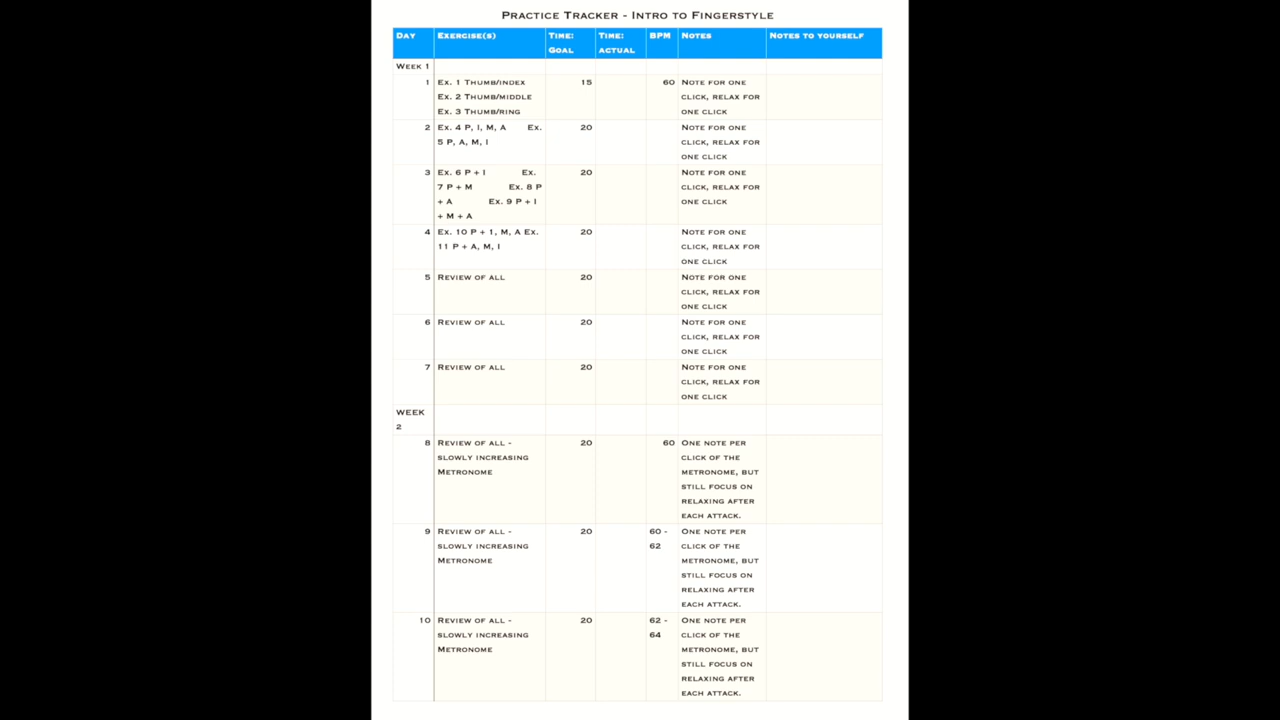 Practice Tracker - Intro to Fingerstyle
Day Exercise(s) Time: Goal Time: Actual BPM Notes Notes to yourself
Week 1
1 Ex. 1 Thumb/index 15 60 Note for one
Ex. 2 Thumb/middle click, relax for
Ex. 3 Thumb/ring one click
2 Ex. 4 P, I, M, A Ex. 20 Note for one
5 P, A, M, I click, relax for
one click
3 Ex. 6 P + I Ex. 20 Note for one
7 P + M Ex. 8 P click, relax for
+ A Ex. 9 P + I one click
+ M + A
4 Ex. 10 P + 1, M, A Ex. 20 Note for one
11 P + A, M, I click, relax for
one click
5 Review of all 20 Note for one
click, relax for
one click
6 Review of all 20 Note for one
click, relax for
one click
7 Review of all 20 Note for one
click, relax for
one click
WEEK
2
8 Review of all - 20 60 One note per
slowly increasing click of the
Metronome metronome, but
still focus on
relaxing after
each attack.
9 Review of all - 20 60 - One note per
slowly increasing 62 click of the
Metronome metronome, but
still focus on
relaxing after
each attack.
10 Review of all - 20 62 - One note per
slowly increasing 64 click of the
Metronome metronome, but
still focus on
relaxing after
each attack.